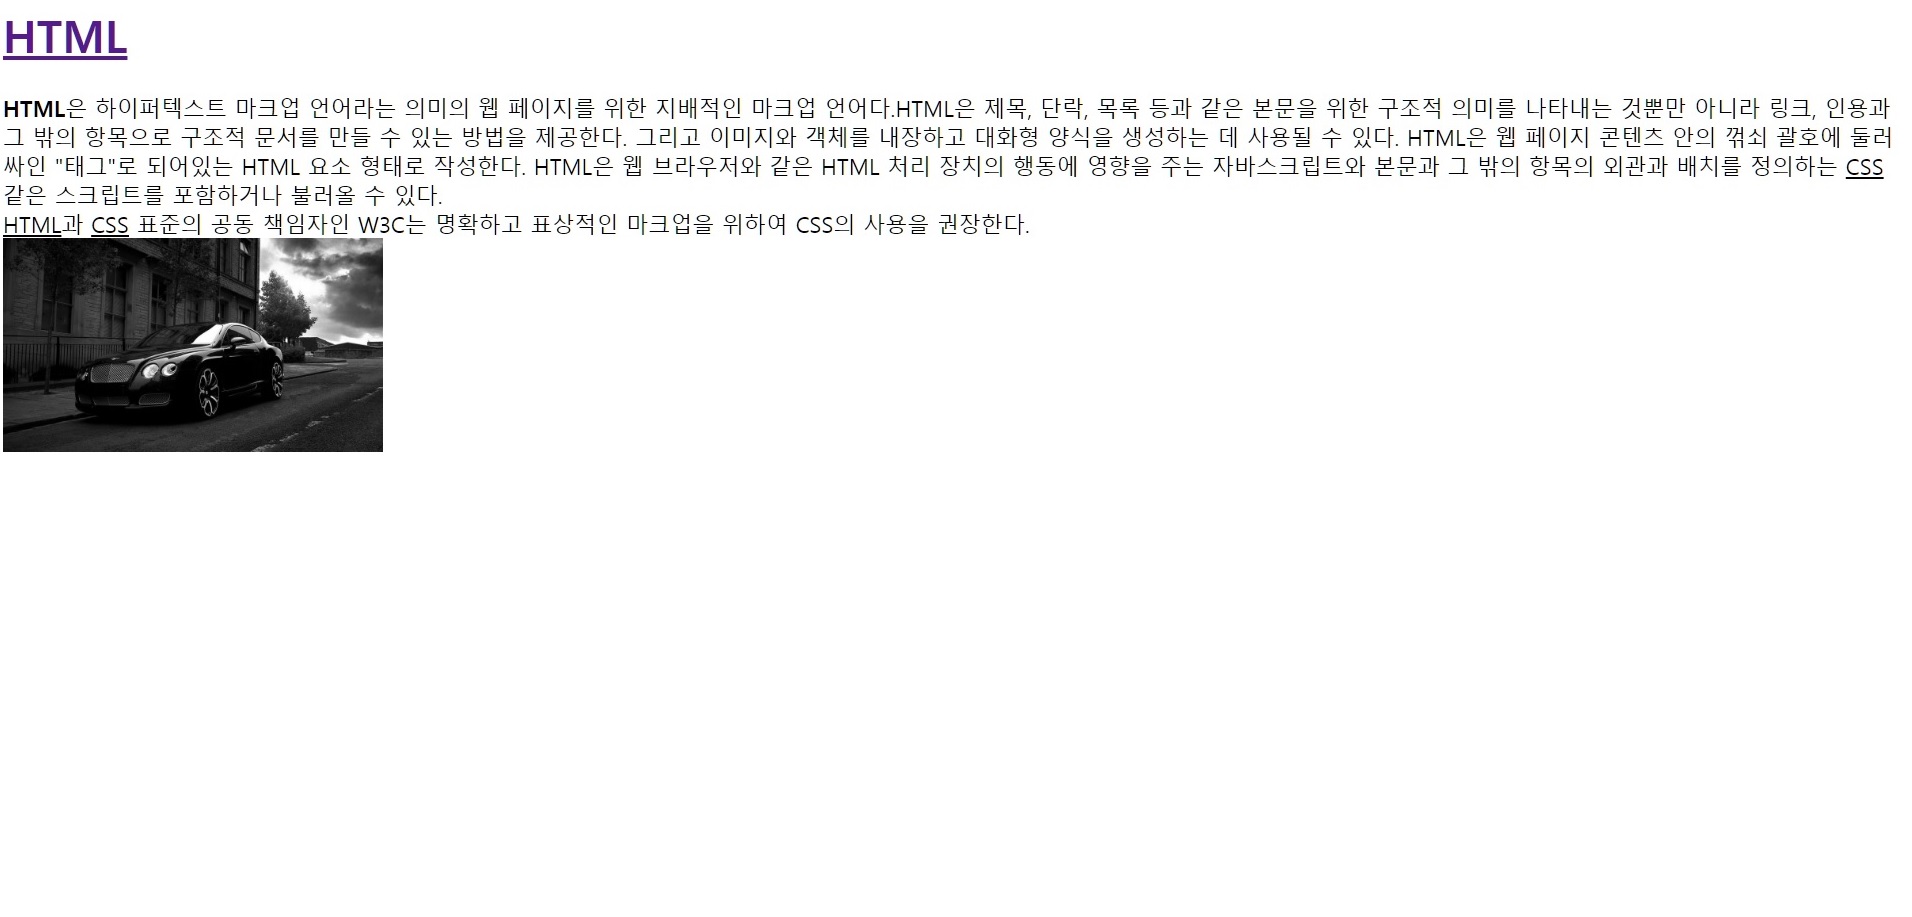 HTML
HTML은 하이퍼텍스트 마크업 언어라는 의미의 웹 페이지를 위한 지배적인 마크업 언어다.HTML은 제목, 단락, 목록 등과 같은 본문을 위한 구조적 의미를 나타내는 것뿐만 아니라 링크, 인용과
그 밖의 항목으로 구조적 문서를 만들 수 있는 방법을 제공한다. 그리고 이미지와 객체를 내장하고 대화형 양식을 생성하는 데 사용될 수 있다. HTML은 웹 페이지 콘텐츠 안의 꺾쇠 괄호에 둘러
싸인 "태그"로 되어있는 HTML 요소 형태로 작성한다. HTML은 웹 브라우저와 같은 HTML 처리 장치의 행동에 영향을 주는 자바스크립트와 본문과 그 밖의 항목의 외관과 배치를 정의하는 CSS
같은 스크립트를 포함하거나 불러올 수 있다.
HTML과 CSS 표준의 공동 책임자인 W3C는 명확하고 표상적인 마크업을 위하여 CSS의 사용을 권장한다.